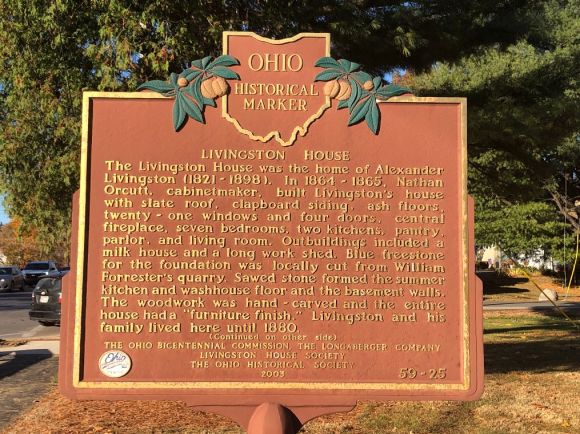 OHIO
HISTORICAL
MARKER
LIVINGSTON HOUSE
The Livingston House was the home of Alexander
Livingston (1821-1898). In 1864-1865, Nathan
Orcutt, cabinetmaker, built Livingston's house
with slate roof, clapboard siding, ash floors,
twenty-one windows and four doors, central
fireplace, seven bedrooms, two kitchens, pantry,
parlor, and living room. Outbuildings included a
milk house and a long work shed. Blue freestone
for the foundation was locally cut from William
Forrester's quarry. Sawed stone formed the summer
kitchen and washhouse floor and the basement walls.
The woodwork was hand-carved and the entire
house had a "furniture finish." Livingston and his
family lived here until 1880.
(Continued on other side)
THE OHIO BICENTENNIAL COMMISSION, THE LONGABERGER COMPANY
LIVINGSTON HOUSE SOCIETY
THE OHIO HISTORICAL SOCIETY
2003
59-25
Ohio